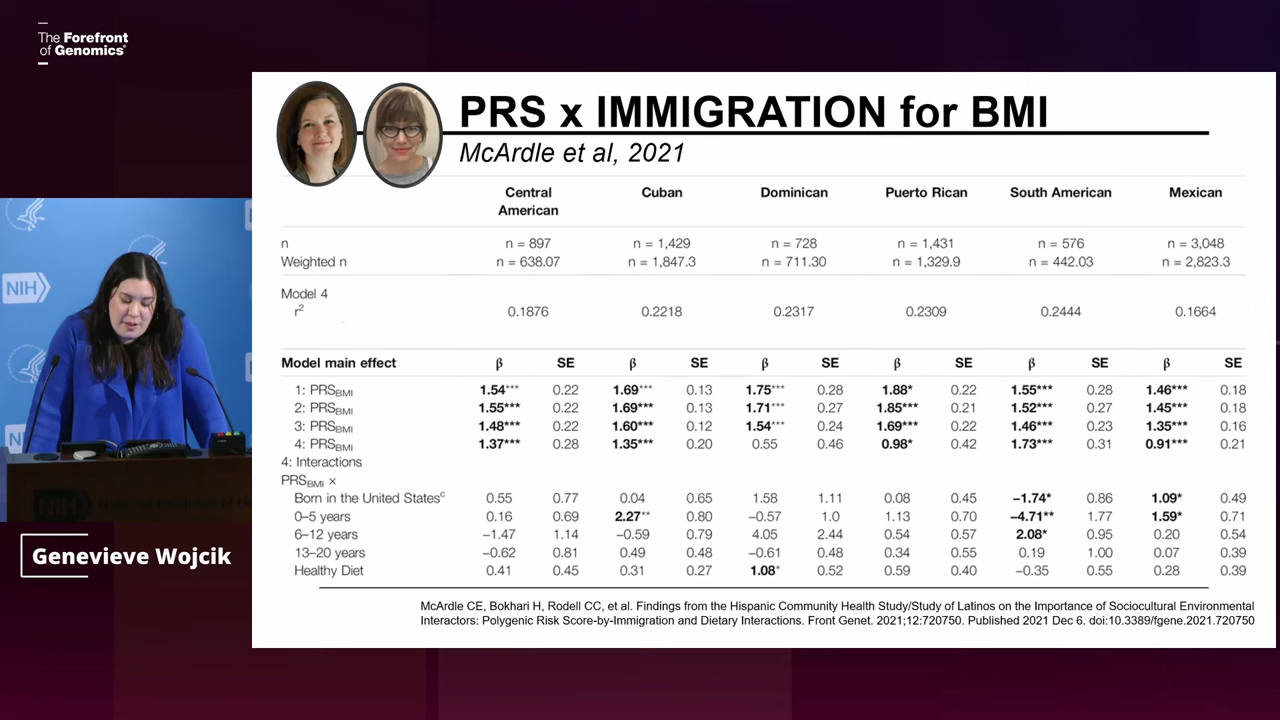 The Forefront
of Genomics®
PRS x IMMIGRATION for BMI
McArdle et al, 2021
Central American Cuban Dominican Puerto Rican South American Mexican
n n = 897 n = 1,429 n = 728 n = 1,431 n = 576 n = 3,048
Weighted n n = 638.07 n = 1,847.3 n = 711.30 n = 1,329.9 n = 442.03 n = 2,823.3
Model 4
r² 0.1876 0.2218 0.2317 0.2309 0.2444 0.1664
Model main effect β SE β SE β SE β SE β SE β SE
1: PRSBMI 1.54*** 0.22 1.69*** 0.13 1.75*** 0.28 1.88* 0.22 1.55*** 0.28 1.46*** 0.18
2: PRSBMI 1.55*** 0.22 1.69*** 0.13 1.71*** 0.27 1.85*** 0.21 1.52*** 0.27 1.45*** 0.18
3: PRSBMI 1.48*** 0.22 1.60*** 0.12 1.54*** 0.24 1.69*** 0.22 1.46*** 0.23 1.35*** 0.16
4: PRSBMI 1.37*** 0.28 1.35*** 0.20 0.55 0.46 0.98* 0.42 1.73*** 0.31 0.91*** 0.21
4: Interactions
PRSBMI ×
Born in the United Statesᶜ 0.55 0.77 0.04 0.65 1.58 1.11 0.08 0.45 −1.74* 0.86 1.09* 0.49
0–5 years 0.16 0.69 2.27** 0.80 −0.57 1.0 1.13 0.70 −4.71** 1.77 1.59* 0.71
6–12 years −1.47 1.14 −0.59 0.79 4.05 2.44 0.54 0.57 2.08* 0.95 0.20 0.54
13–20 years −0.62 0.81 0.49 0.48 −0.61 0.48 0.34 0.55 0.19 1.00 0.07 0.39
Healthy Diet 0.41 0.45 0.31 0.27 1.08* 0.52 0.59 0.40 −0.35 0.55 0.28 0.39
McArdle CE, Bokhari H, Rodell CC, et al. Findings from the Hispanic Community Health Study/Study of Latinos on the Importance of Sociocultural Environmental
Interactors: Polygenic Risk Score-by-Immigration and Dietary Interactions. Front Genet. 2021;12:720750. Published 2021 Dec 6. doi:10.3389/fgene.2021.720750
NIH
NIH
Genevieve Wojcik